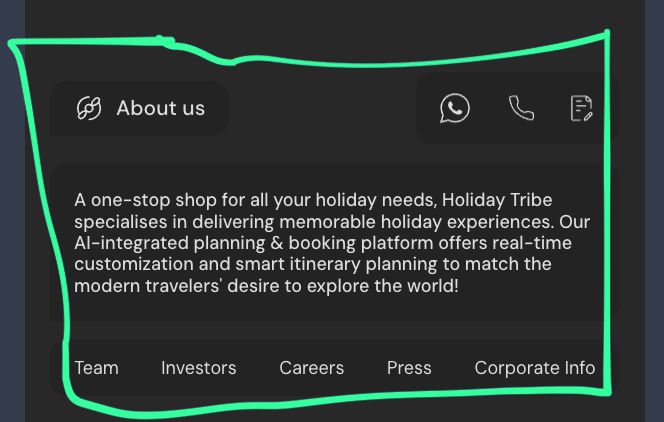 About us
A one-stop shop for all your holiday needs, Holiday Tribe
specialises in delivering memorable holiday experiences. Our
AI-integrated planning & booking platform offers real-time
customization and smart itinerary planning to match the
modern travelers' desire to explore the world!
Team Investors Careers Press Corporate Info